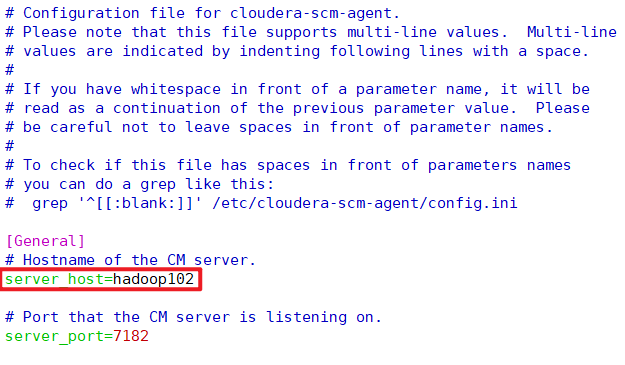 # Configuration file for cloudera-scm-agent.
# Please note that this file supports multi-line values.  Multi-line
# values are indicated by indenting following lines with a space.
#
# If you have whitespace in front of a parameter name, it will be
# read as a continuation of the previous parameter value.  Please
# be careful not to leave spaces in front of parameter names.
#
# To check if this file has spaces in front of parameters names
# you can do a grep like this:
#  grep '^[[:blank:]]' /etc/cloudera-scm-agent/config.ini
[General]
# Hostname of the CM server.
server_host=hadoop102
# Port that the CM server is listening on.
server_port=7182